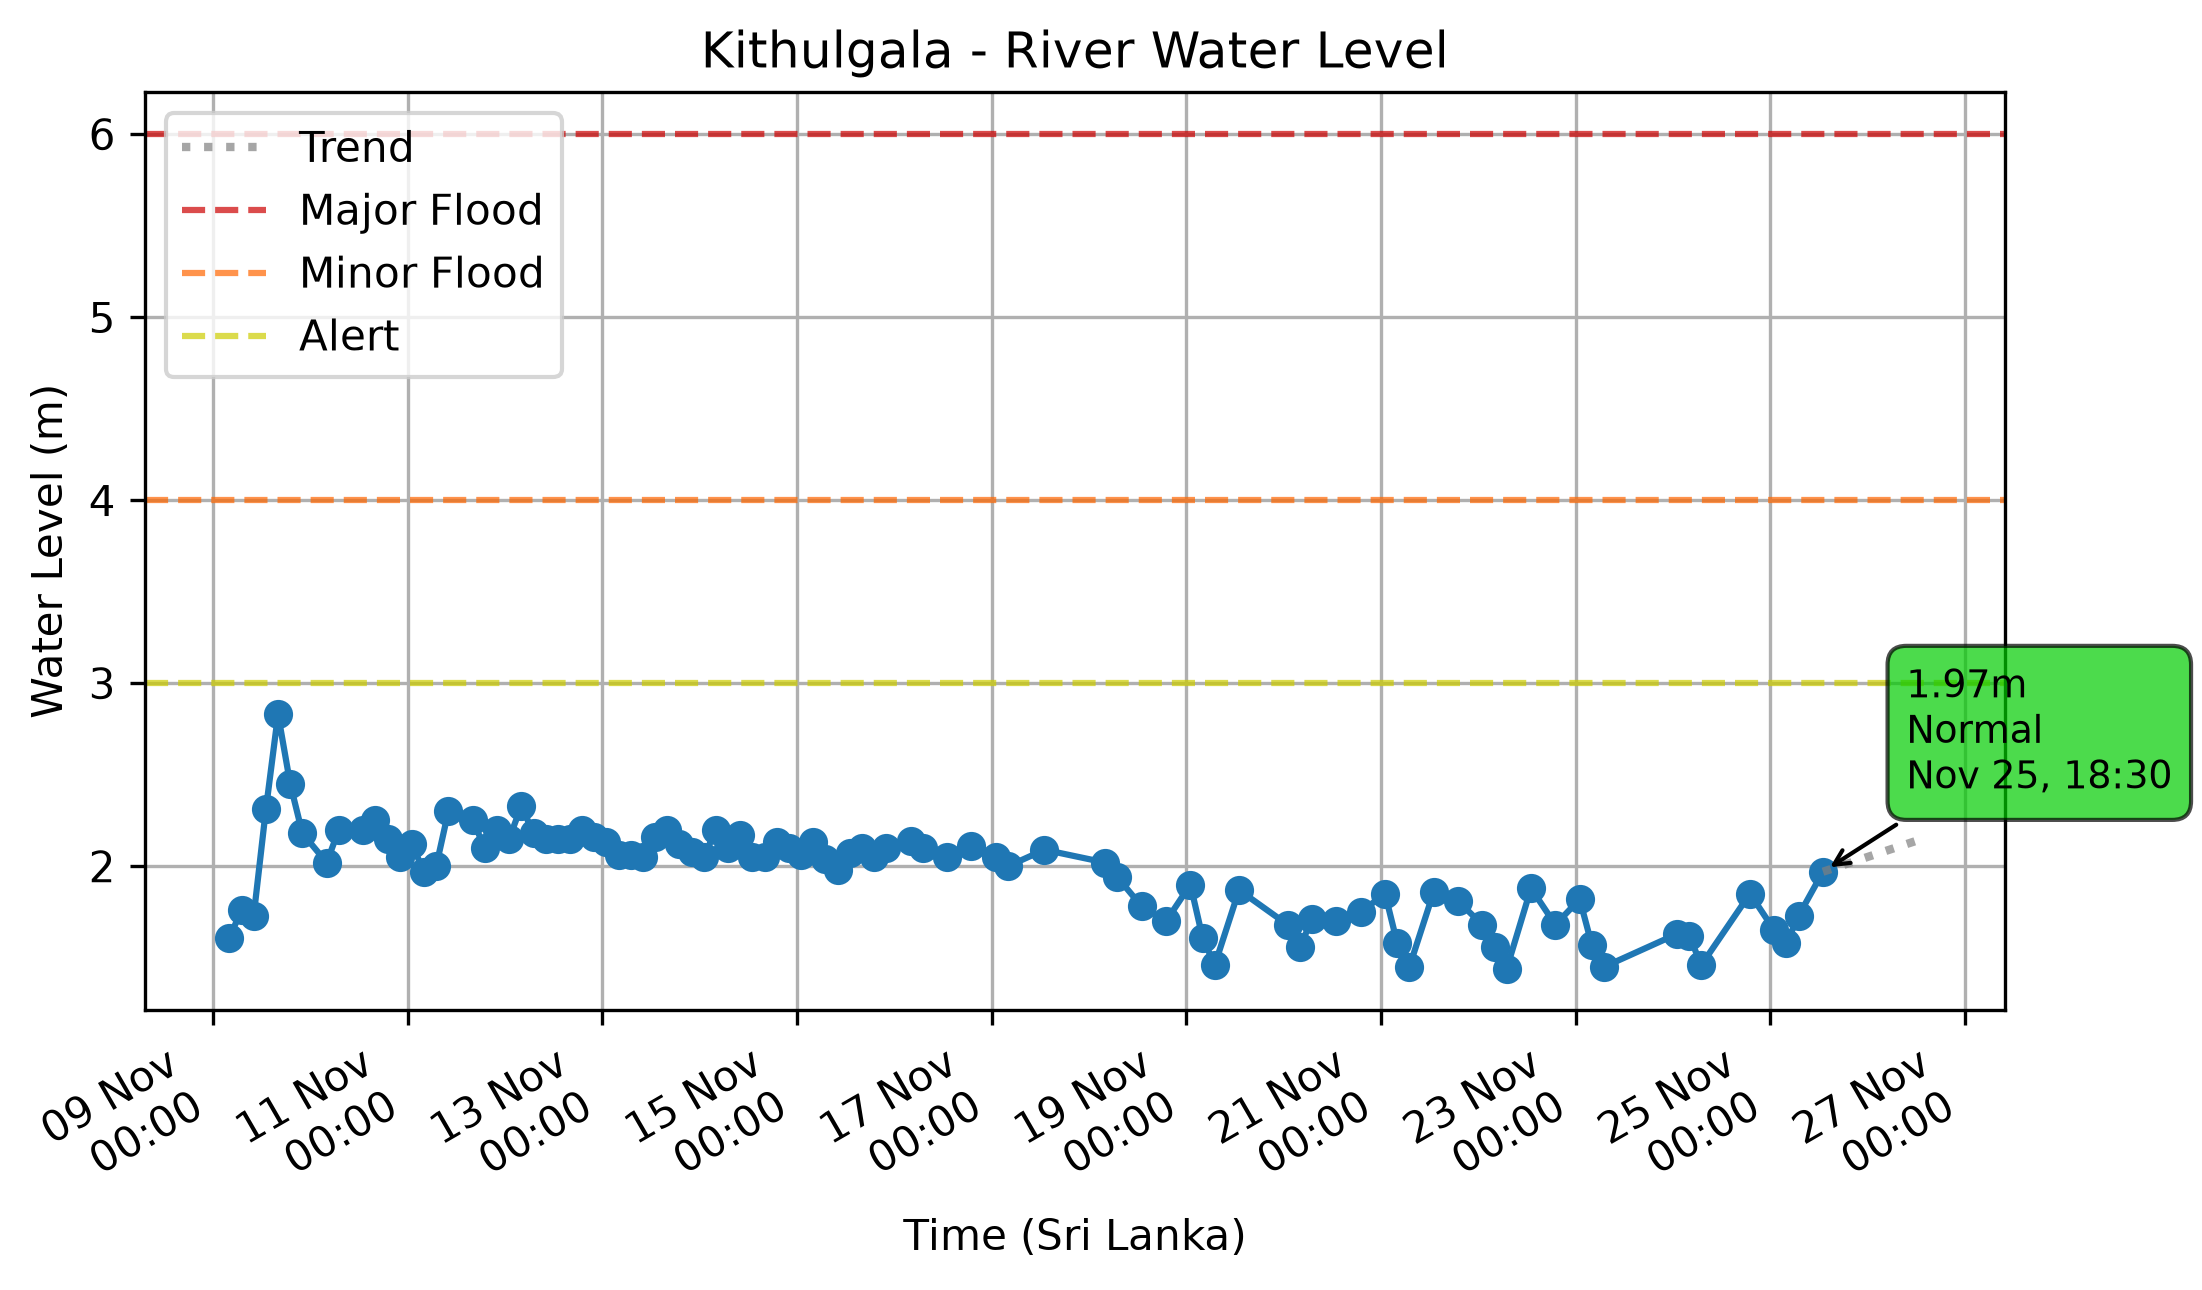 Kithulgala - River Water Level
Trend
Major Flood
Minor Flood
Alert
6
5
4
3
2
Water Level (m)
1.97m
Normal
Nov 25, 18:30
09 Nov
00:00
11 Nov
00:00
13 Nov
00:00
15 Nov
00:00
17 Nov
00:00
19 Nov
00:00
21 Nov
00:00
23 Nov
00:00
25 Nov
00:00
27 Nov
00:00
Time (Sri Lanka)